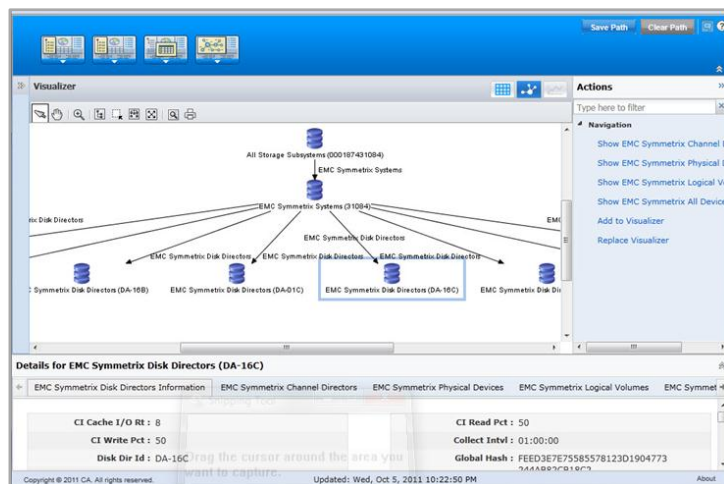 Save Path Clear Path
Visualizer
Actions
Type here to filter
Navigation
All Storage Subsystems (000187431084)
Show EMC Symmetrix Channel
EMC Symmetrix Systems
Show EMC Symmetrix Physical
EMC Symmetrix Systems (31084)
Show EMC Symmetrix Logical
Show EMC Symmetrix All Device
Disk Directors
Add to Visualizer
EMC Symmetrix Disk Directors
Replace Visualizer
EMC Symmetrix Disk Directors EMC Symmetrix Disk Directors EMC Symmetrix Disk Directors
Symmetrix Disk Directors (DA-16B) EMC Symmetrix Disk Directors (DA-01C) EMC Symmetrix Disk Directors (DA-16C) EMC Symmetrix Disk
Details for EMC Symmetrix Disk Directors (DA-16C)
EMC Symmetrix Disk Directors Information EMC Symmetrix Channel Directors EMC Symmetrix Physical Devices EMC Symmetrix Logical Volumes EMC
Snipping Tool
CI Cache I/O Rt : 8 CI Read Pct : 50
CI Write Pct : 50 Collect Intvl : 01:00:00
Disk Dir Id : DA-16C Drag the cursor around the area you Global Hash : FEED3E7E75585578123D1904773
want to capture. 244AB82CB18C2
Copyright © 2011 CA. All rights reserved. Updated: Wed, Oct 5, 2011 10:22:50 PM About